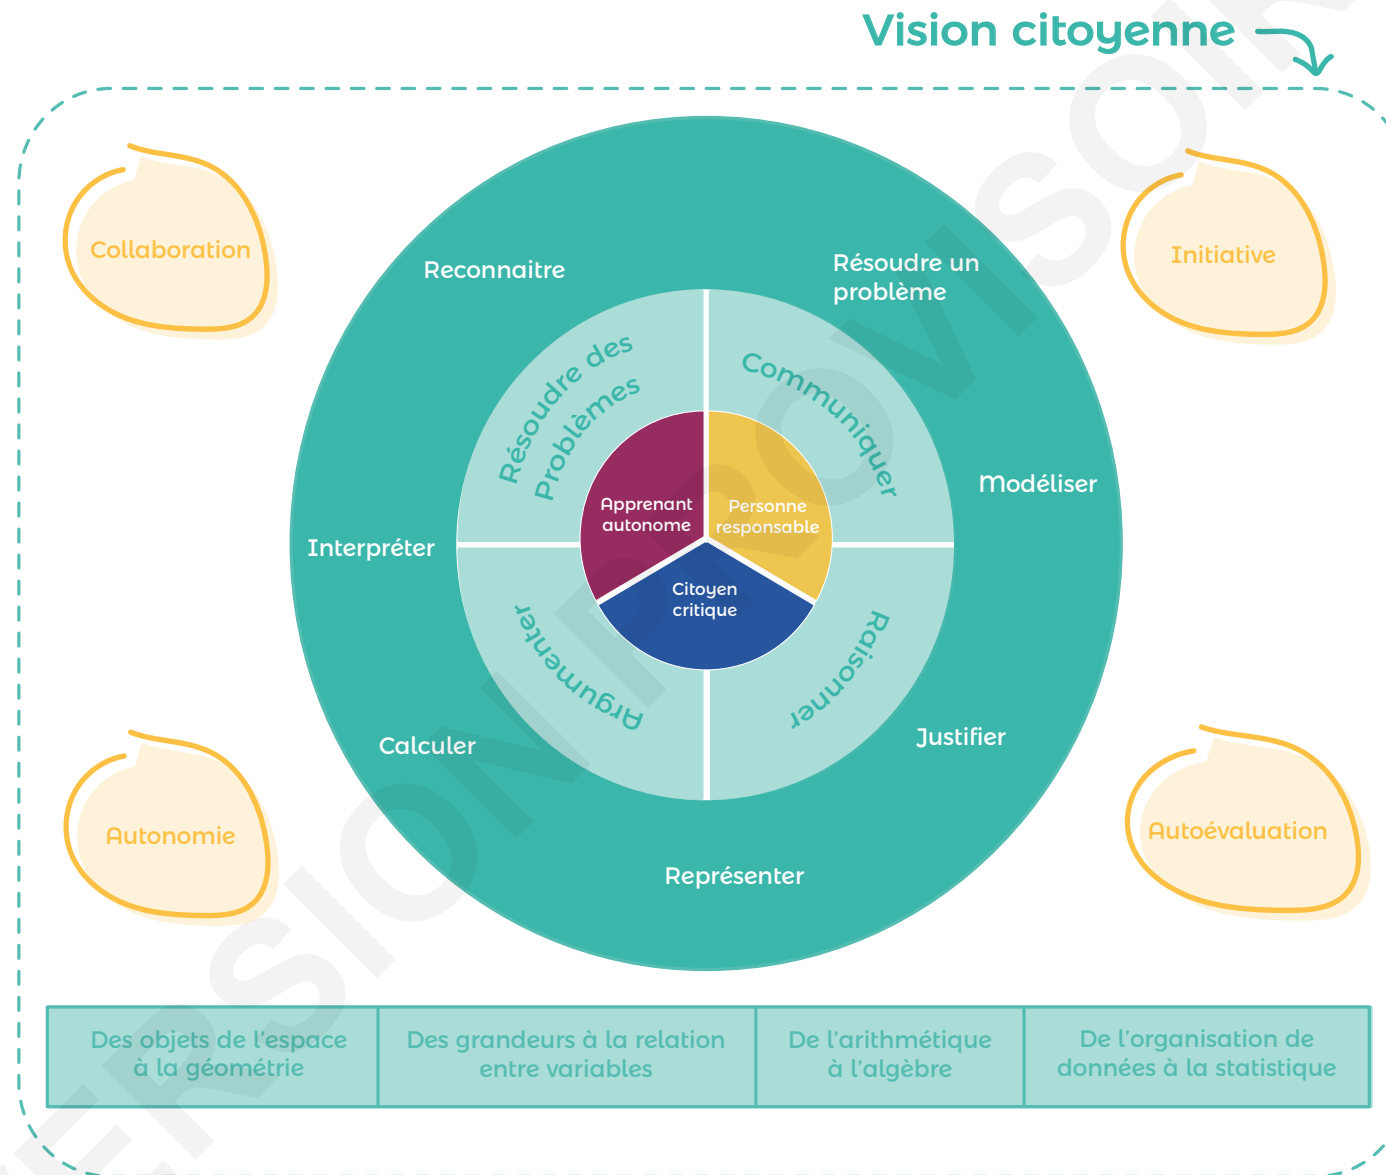 Vision citoyenne
Collaboration
Initiative
Reconnaitre
Résoudre un
problème
Résoudre des
Problèmes
Communiquer
Modéliser
Apprenant
autonome
Personne
responsable
Interpréter
Citoyen
critique
Argumenter
Raisonner
Calculer
Justifier
Autonomie
Autoévaluation
Représenter
Des objets de l'espace
à la géométrie
Des grandeurs à la relation
entre variables
De l'arithmétique
à l'algèbre
De l'organisation de
données à la statistique
VERSION PROVISOIR